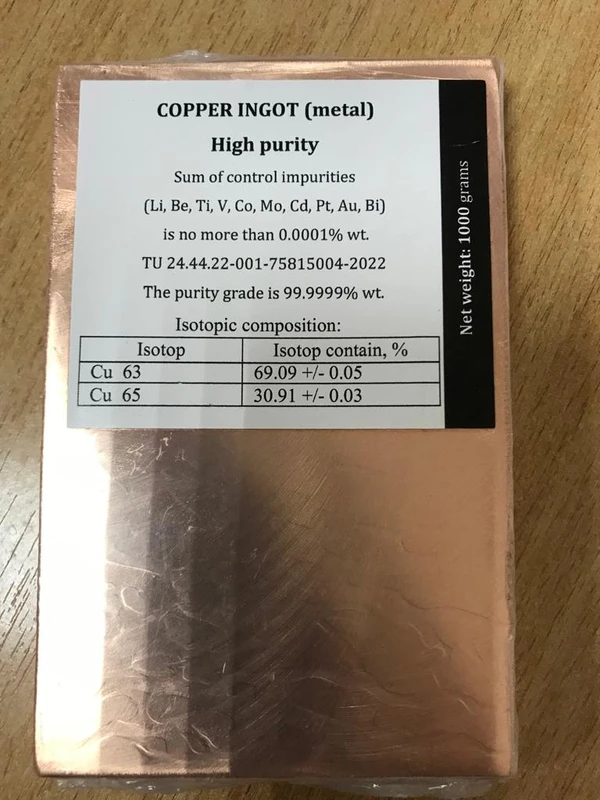 COPPER INGOT (metal)
High purity
Sum of control impurities
(Li, Be, Ti, V, Co, Mo, Cd, Pt, Au, Bi)
is no more than 0.0001% wt.
TU 24.44.22-001-75815004-2022
The purity grade is 99.9999% wt.
Isotopic composition:
Isotop Isotop contain, %
Cu 63 69.09 +/- 0.05
Cu 65 30.91 +/- 0.03
Net weight: 1000 grams